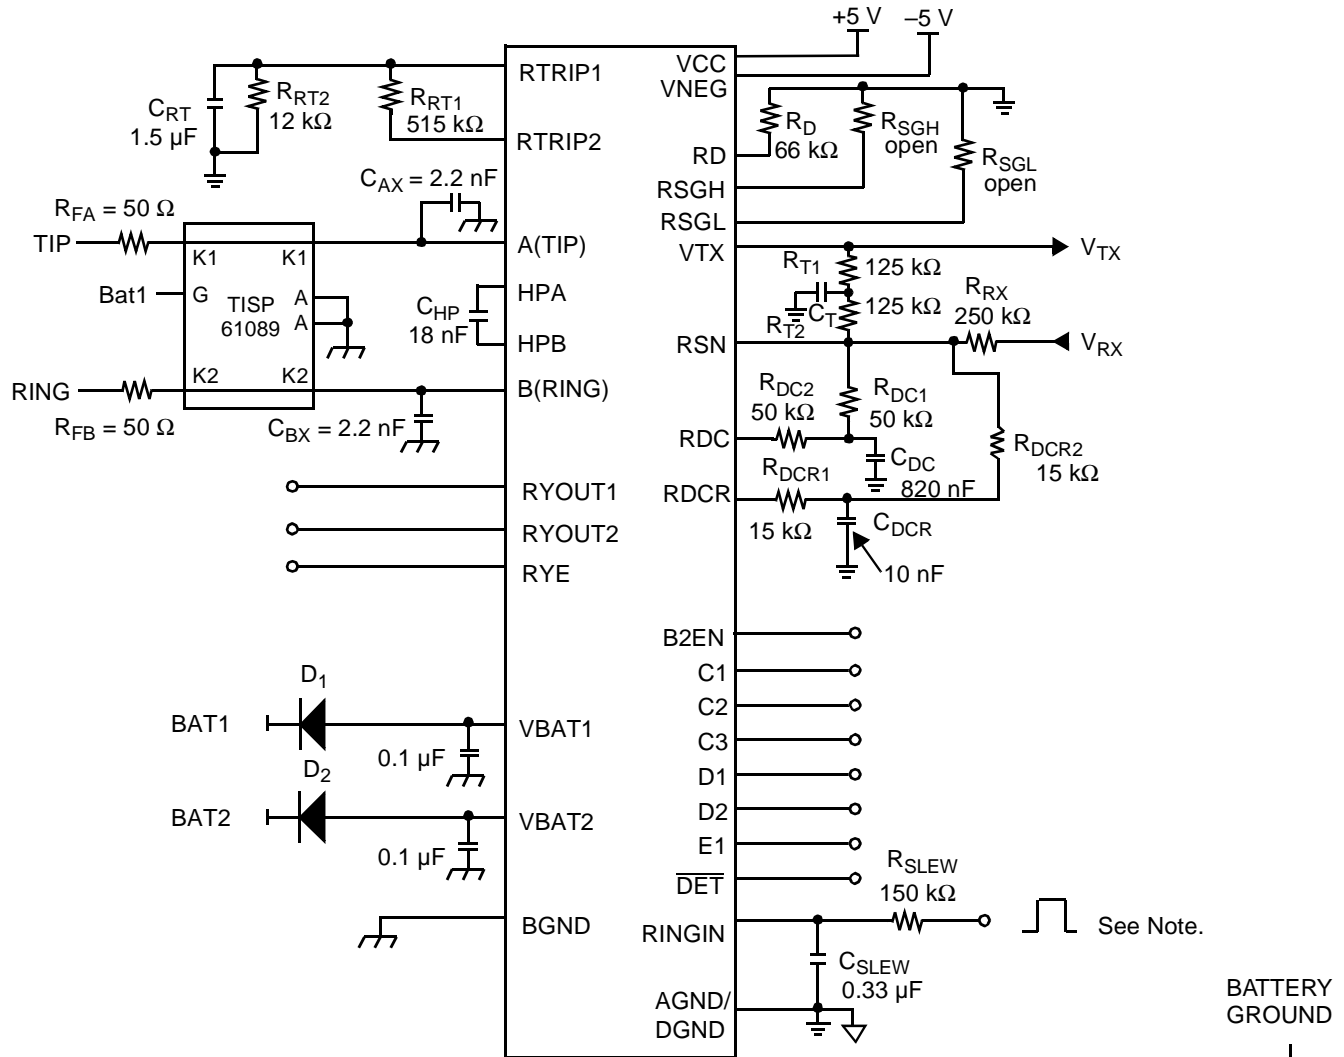 +5 V
–5 V
RTRIP1
VCC
VNEG
C_RT
1.5 µF
R_RT2
12 kΩ
R_RT1
515 kΩ
RTRIP2
R_D
66 kΩ
R_SGH
open
R_SGL
open
RD
RSGH
RSGL
C_AX = 2.2 nF
R_FA = 50 Ω
TIP
K1
K1
A(TIP)
VTX
V_TX
Bat1
G
TISP
61089
A
A
HPA
C_HP
18 nF
HPB
R_T1
125 kΩ
C_T
125 kΩ
R_T2
R_RX
250 kΩ
RSN
V_RX
RING
K2
K2
B(RING)
R_FB = 50 Ω
C_BX = 2.2 nF
R_DC2
50 kΩ
R_DC1
50 kΩ
RDC
C_DC
820 nF
R_DCR2
15 kΩ
R_DCR1
RDCR
15 kΩ
C_DCR
10 nF
RYOUT1
RYOUT2
RYE
B2EN
C1
C2
C3
D1
D2
E1
DET
D_1
BAT1
VBAT1
0.1 µF
D_2
BAT2
VBAT2
0.1 µF
BGND
R_SLEW
150 kΩ
RINGIN
See Note.
C_SLEW
0.33 µF
AGND/
DGND
BATTERY
GROUND